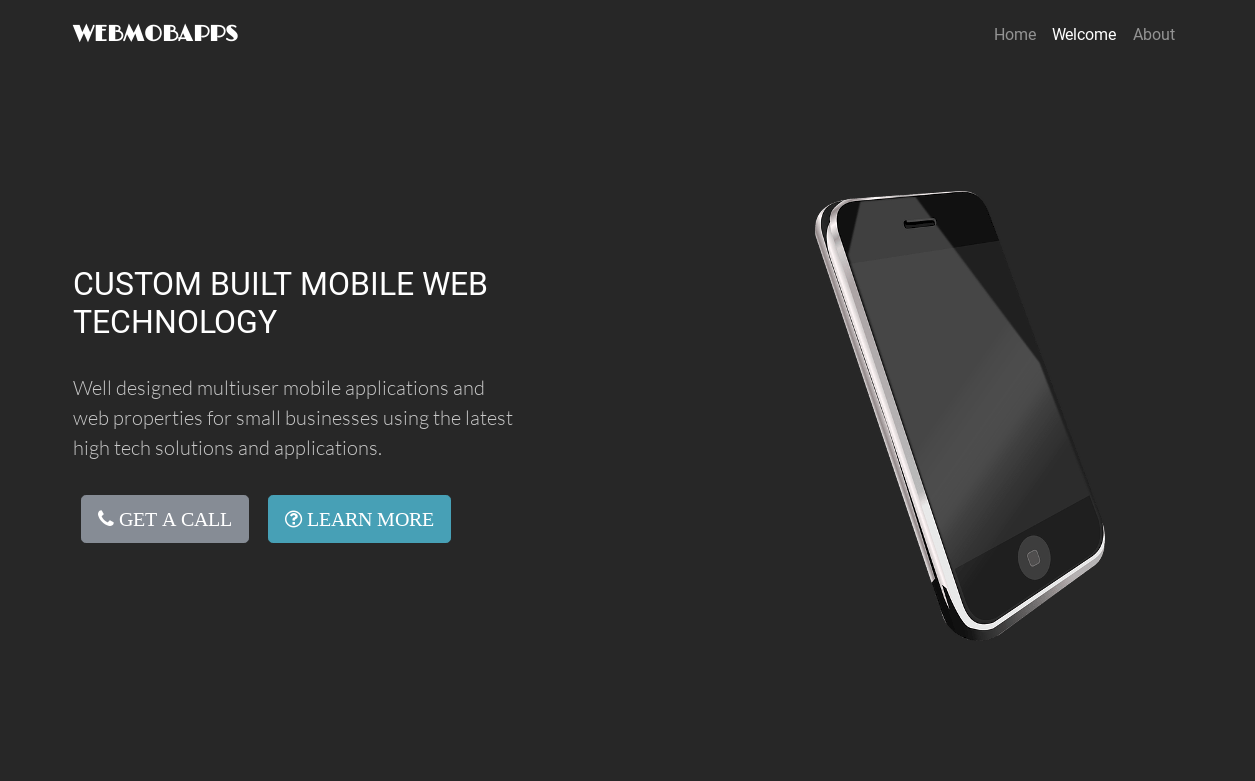 WEBMOBAPPS
Home Welcome About
CUSTOM BUILT MOBILE WEB
TECHNOLOGY
Well designed multiuser mobile applications and
web properties for small businesses using the latest
high tech solutions and applications.
GET A CALL LEARN MORE